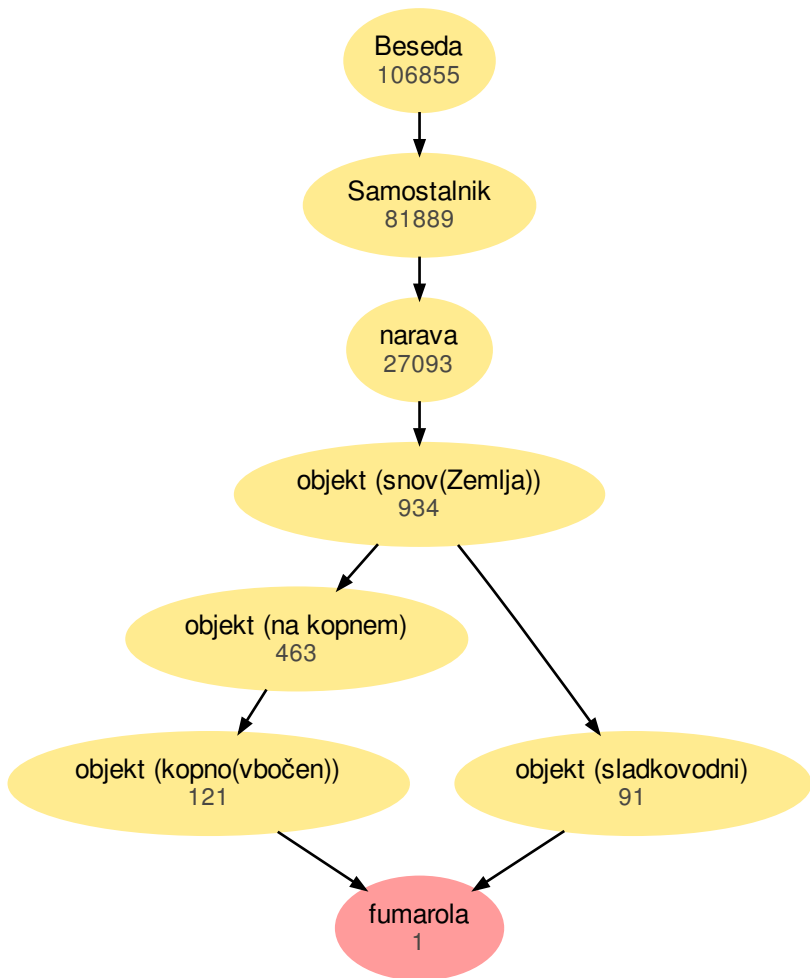 Beseda
106855
Samostalnik
81889
narava
27093
objekt (snov(Zemlja))
934
objekt (na kopnem)
463
objekt (kopno(vbočen))
121
objekt (sladkovodni)
91
fumarola
1